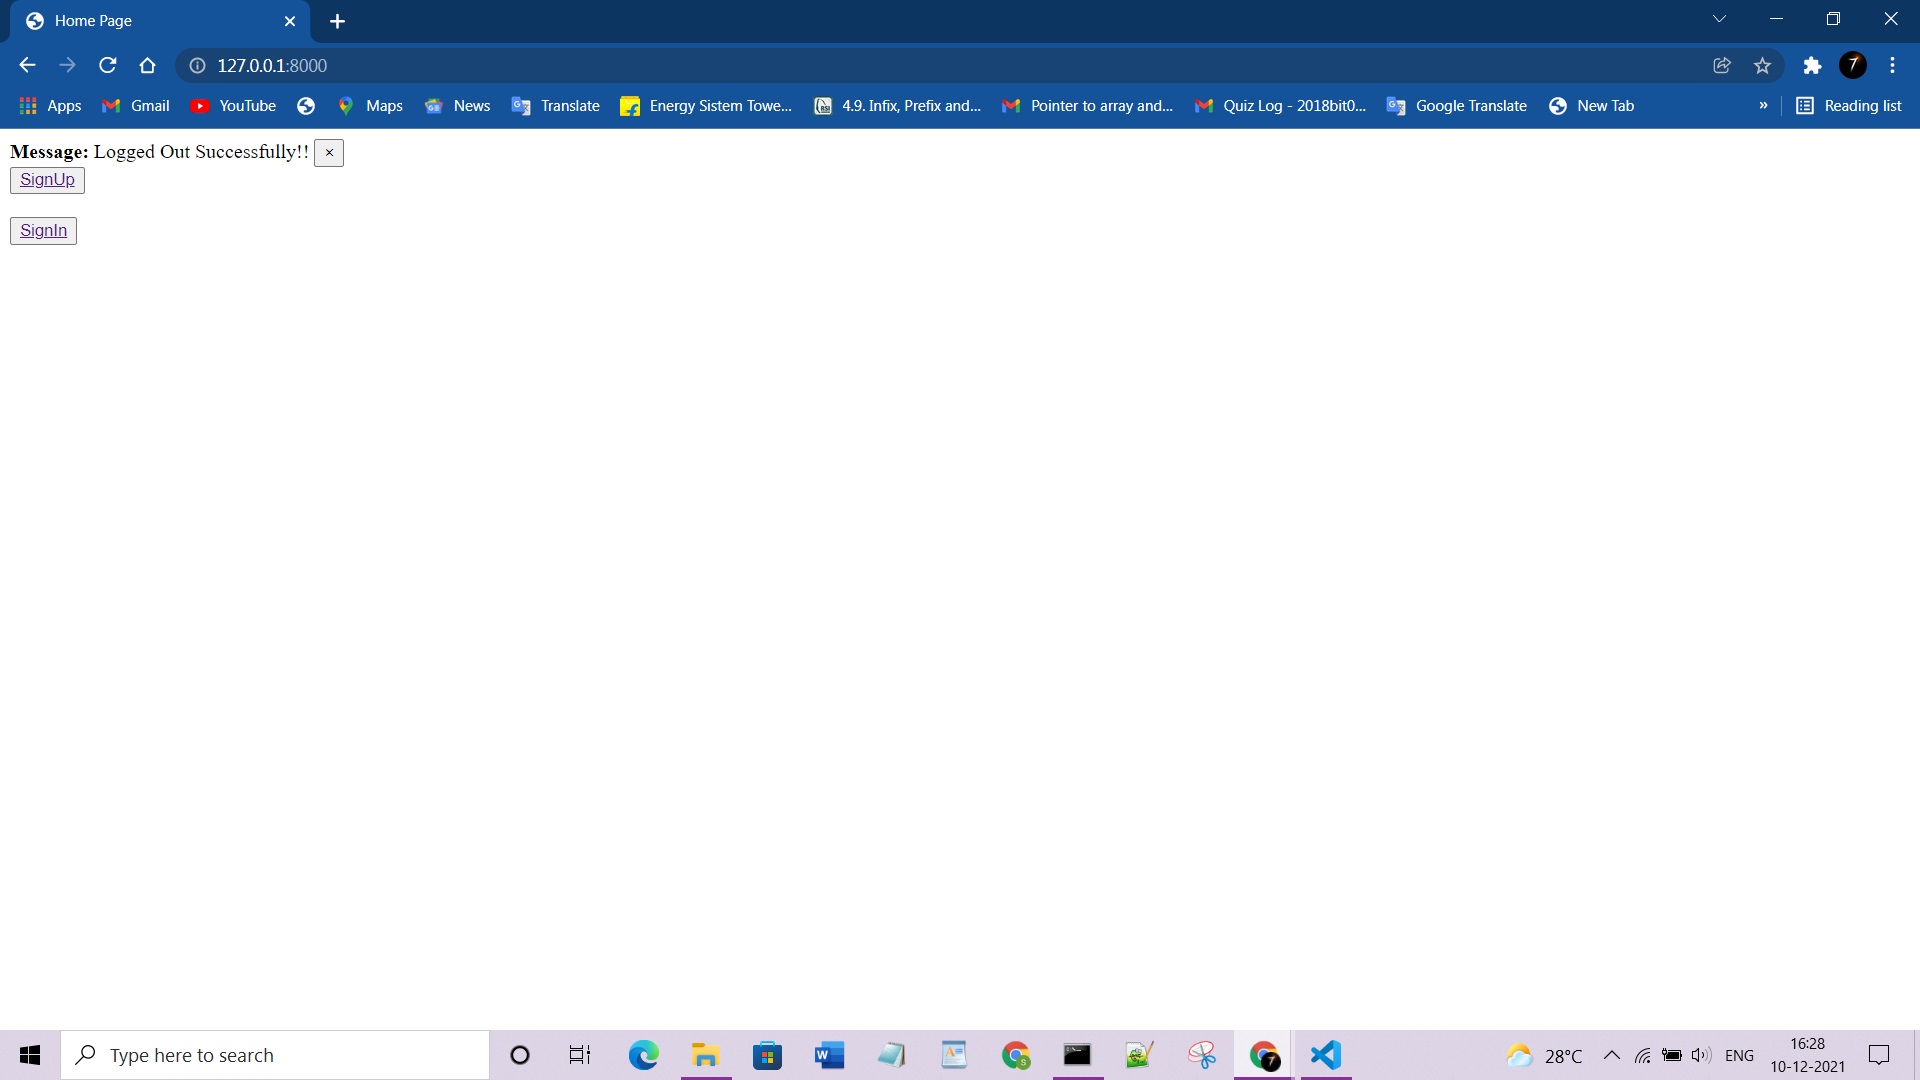 Home Page
127.0.0.1:8000
Apps Gmail YouTube Maps News Translate Energy Sistem Towe... 4.9. Infix, Prefix and... Pointer to array and... Quiz Log - 2018bit0... Google Translate New Tab » Reading list
Message: Logged Out Successfully!! ×
SignUp
SignIn
Type here to search
28°C ENG
16:28
10-12-2021